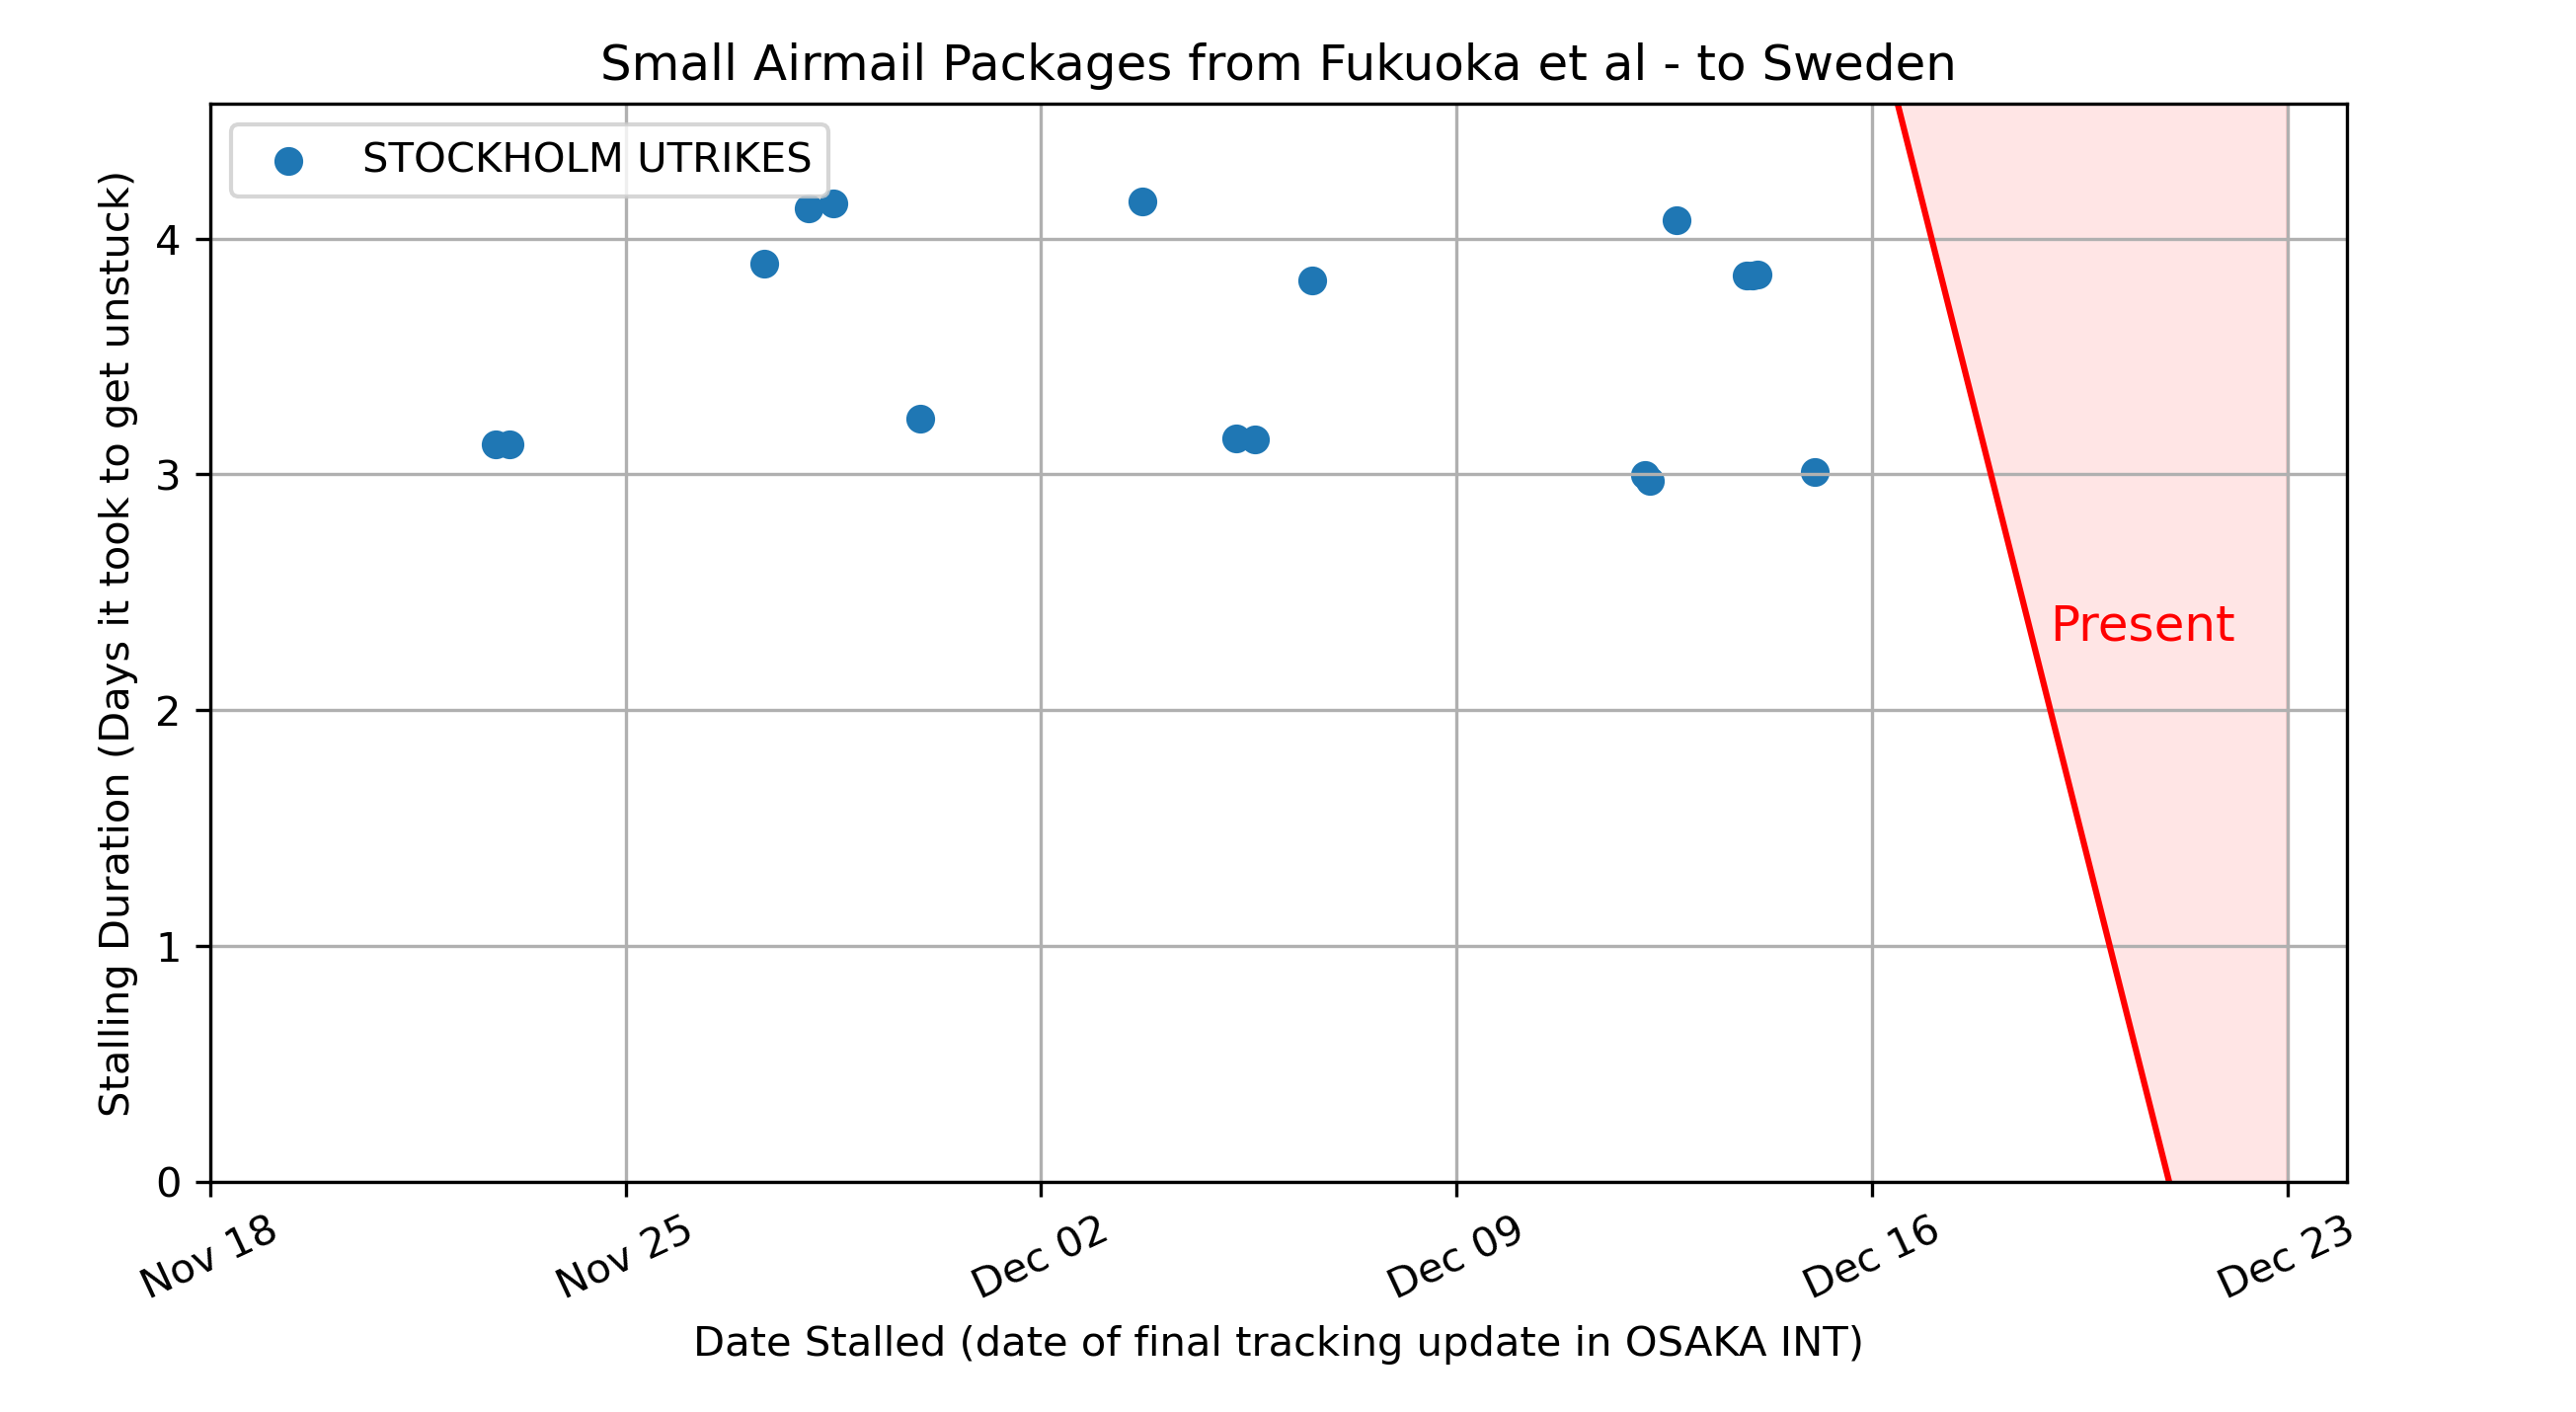 Small Airmail Packages from Fukuoka et al - to Sweden
STOCKHOLM UTRIKES
Stalling Duration (Days it took to get unstuck)
4
3
2
1
0
Present
Nov 18
Nov 25
Dec 02
Dec 09
Dec 16
Dec 23
Date Stalled (date of final tracking update in OSAKA INT)